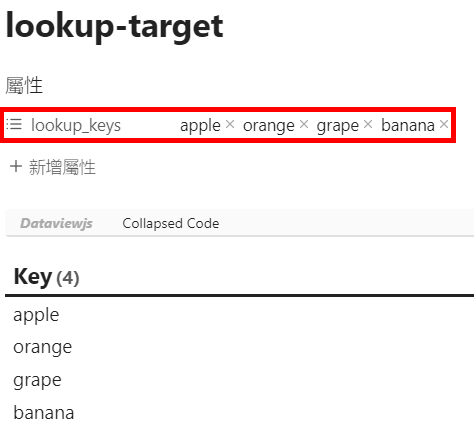 lookup-target
屬性
lookup_keys apple × orange × grape × banana ×
+ 新增屬性
Dataviewjs Collapsed Code
Key (4)
apple
orange
grape
banana